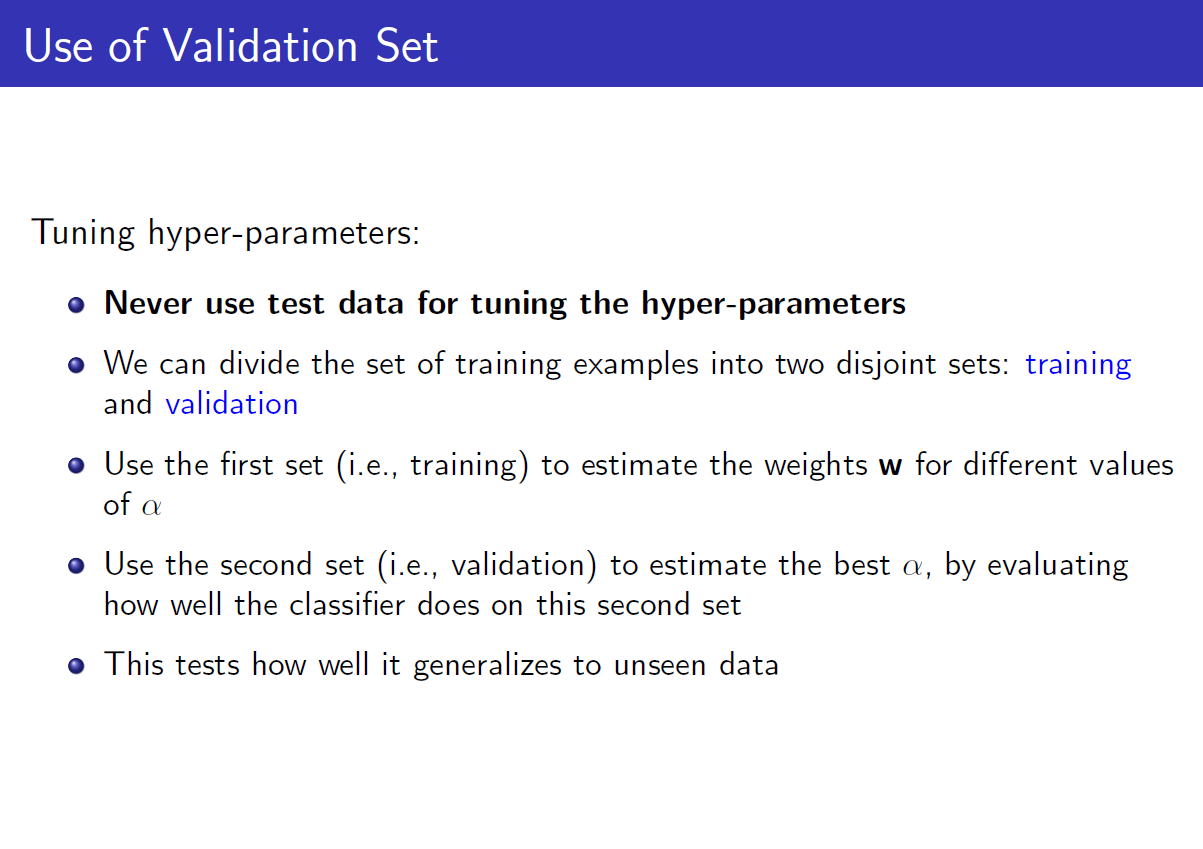 Use of Validation Set
Tuning hyper-parameters:
Never use test data for tuning the hyper-parameters
We can divide the set of training examples into two disjoint sets: training
and validation
Use the first set (i.e., training) to estimate the weights w for different values
of α
Use the second set (i.e., validation) to estimate the best α, by evaluating
how well the classifier does on this second set
This tests how well it generalizes to unseen data